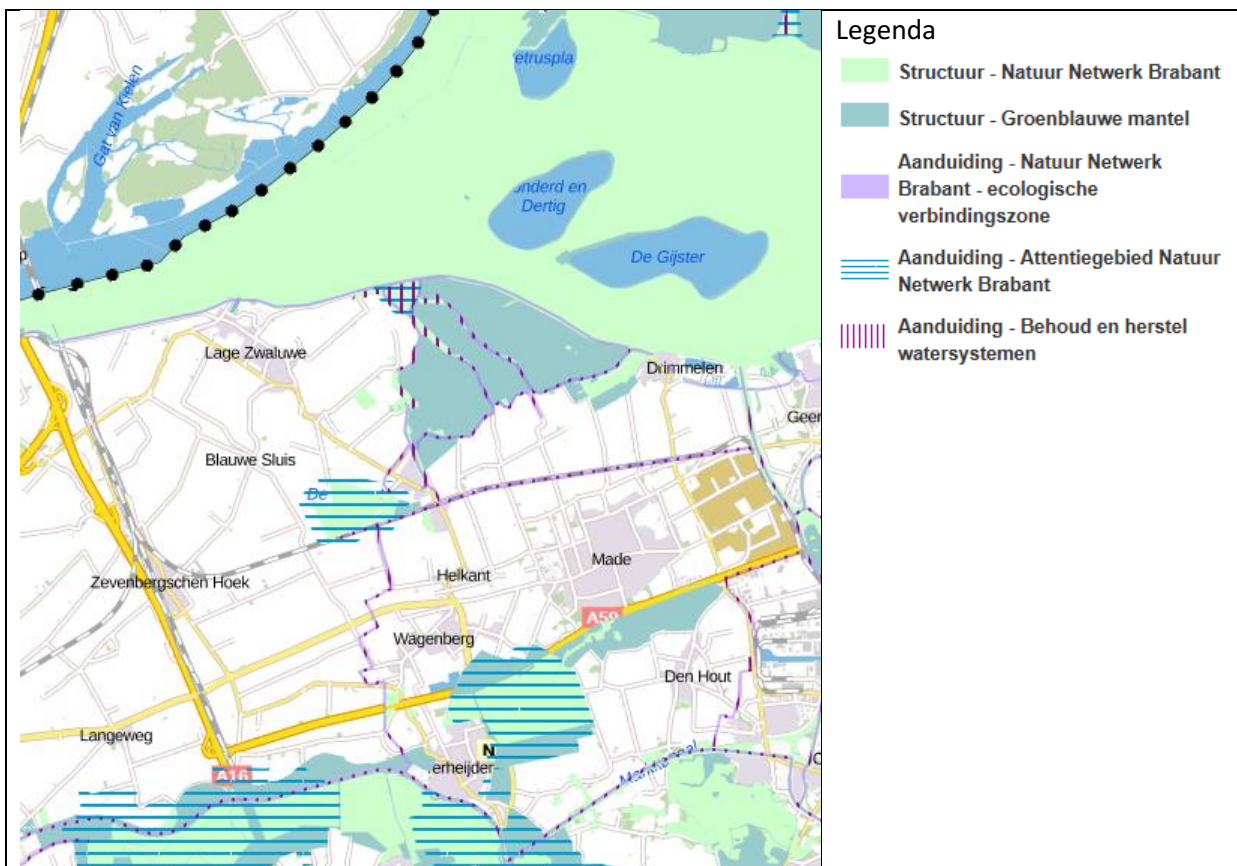 Legenda
Structuur - Natuur Netwerk Brabant
Structuur - Groenblauwe mantel
Aanduiding - Natuur Netwerk
Brabant - ecologische
verbindingszone
Aanduiding - Attentiegebied Natuur
Netwerk Brabant
Aanduiding - Behoud en herstel
watersystemen
etruspla
Gat van Kielen
onderd en
Dertig
De Gijster
Lage Zwaluwe
Drimmelen
Geer
Blauwe Sluis
De
Made
Helkant
Zevenbergschen Hoek
A59
Wagenberg
Den Hout
Langeweg
N
erheijden
A16
Markkanaal